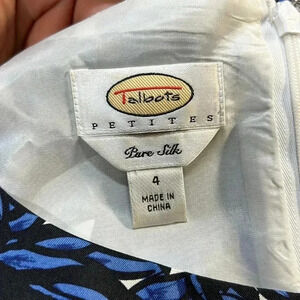 Talbots
PETITES
Pure Silk
4
MADE IN
CHINA